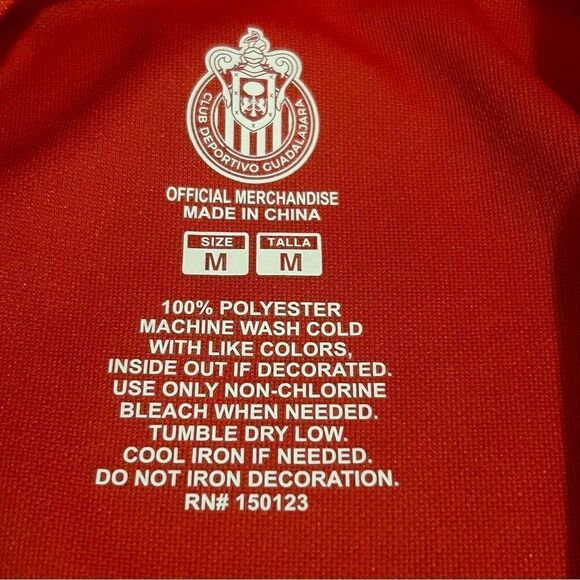 CLUB DEPORTIVO GUADALAJARA
OFFICIAL MERCHANDISE
MADE IN CHINA
SIZE TALLA
M M
100% POLYESTER
MACHINE WASH COLD
WITH LIKE COLORS,
INSIDE OUT IF DECORATED.
USE ONLY NON-CHLORINE
BLEACH WHEN NEEDED.
TUMBLE DRY LOW.
COOL IRON IF NEEDED.
DO NOT IRON DECORATION.
RN# 150123